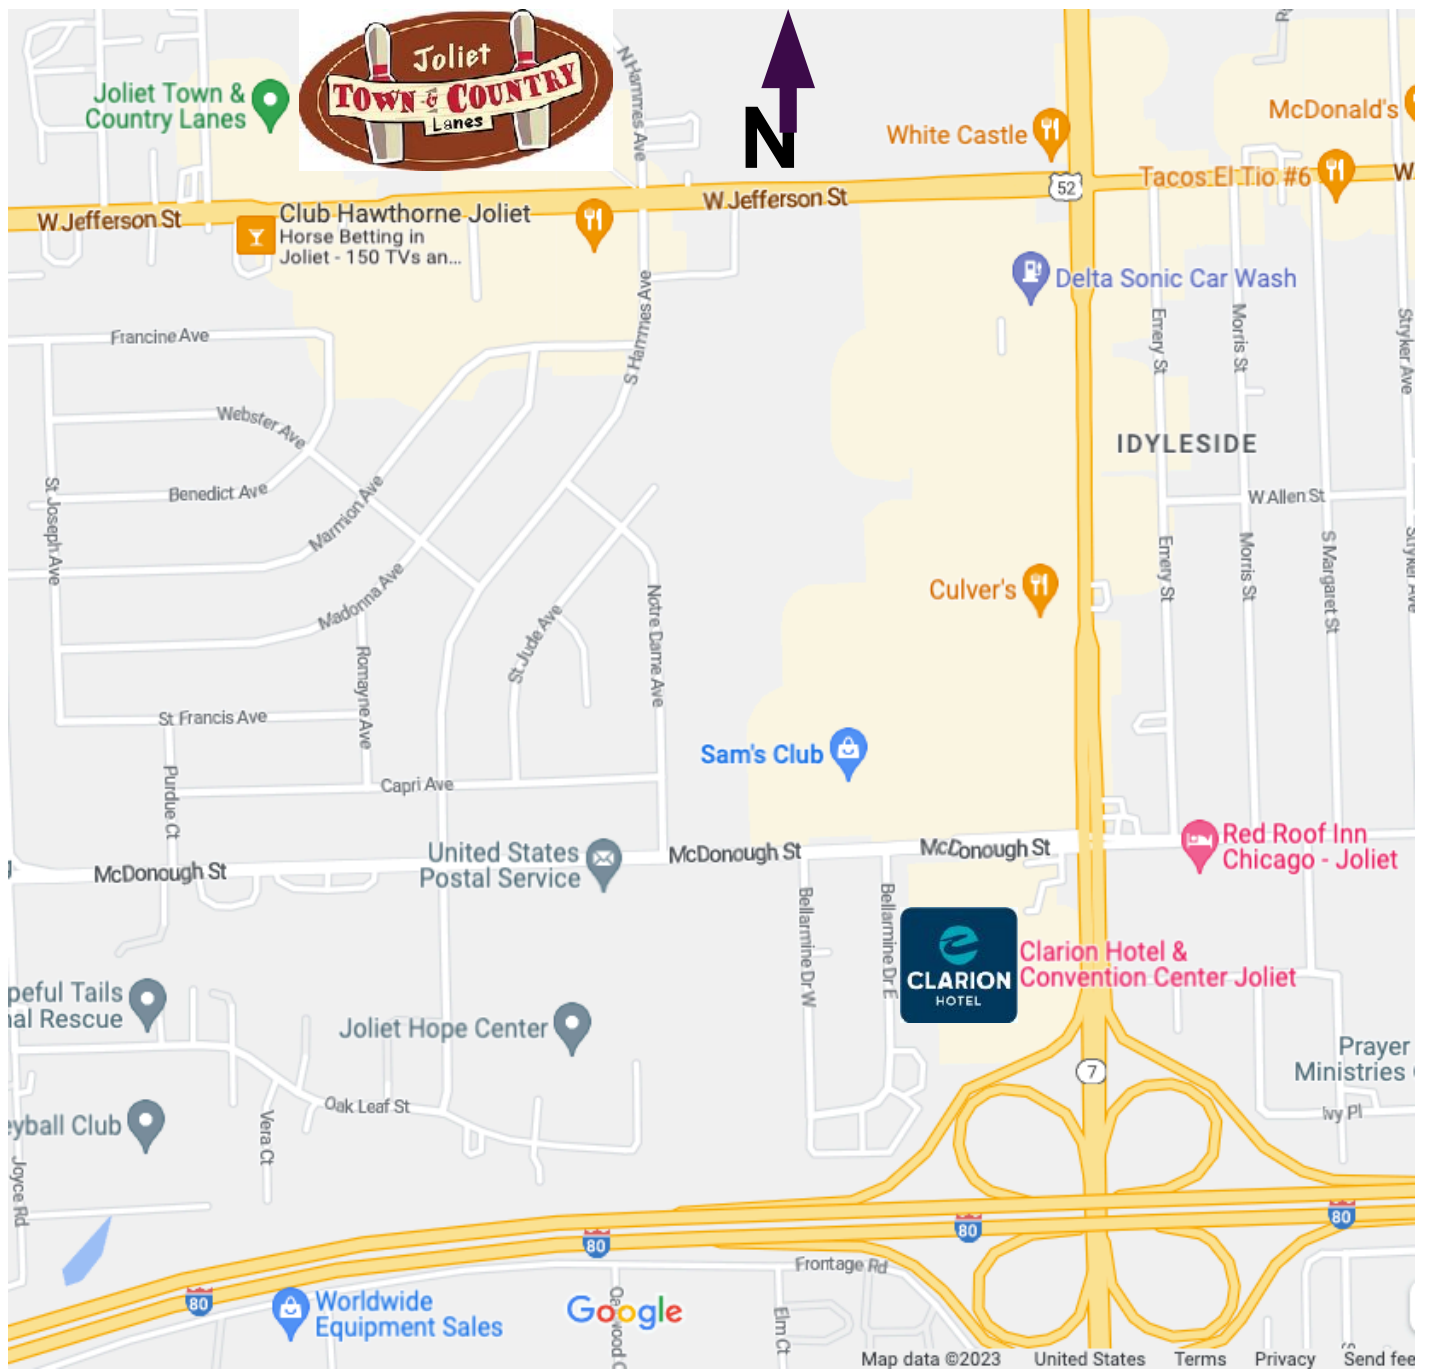 Joliet
TOWN & COUNTRY
Lanes
Joliet Town &
Country Lanes
N Hammes Ave
N
White Castle
McDonald's
52
Tacos El Tio #6
W
W Jefferson St
W Jefferson St
Club Hawthorne Joliet
Horse Betting in
Joliet - 150 TVs an...
Delta Sonic Car Wash
S Hammes Ave
Francine Ave
Emery St
Morris St
Stryker Ave
Webster Ave
IDYLESIDE
Benedict Ave
Marmion Ave
St Joseph Ave
W Allen St
Madonna Ave
Emery St
Morris St
S Margaret St
Stryker Ave
Culver's
St Jude Ave
Notre Dame Ave
Romayne Ave
St Francis Ave
Sam's Club
Purdue Ct
Capri Ave
McDonough St
United States
Postal Service
McDonough St
McDonough St
Red Roof Inn
Chicago - Joliet
Bellarmine Dr W
Bellarmine Dr E
CLARION
HOTEL
Clarion Hotel &
Convention Center Joliet
peful Tails
nal Rescue
Joliet Hope Center
Prayer
Ministries
7
eyball Club
Vera Ct
Oak Leaf St
Ivy Pl
Joyce Rd
80
80
80
80
Frontage Rd
Worldwide
Equipment Sales
Google
Elm Ct
Map data ©2023
United States
Terms
Privacy
Send fee